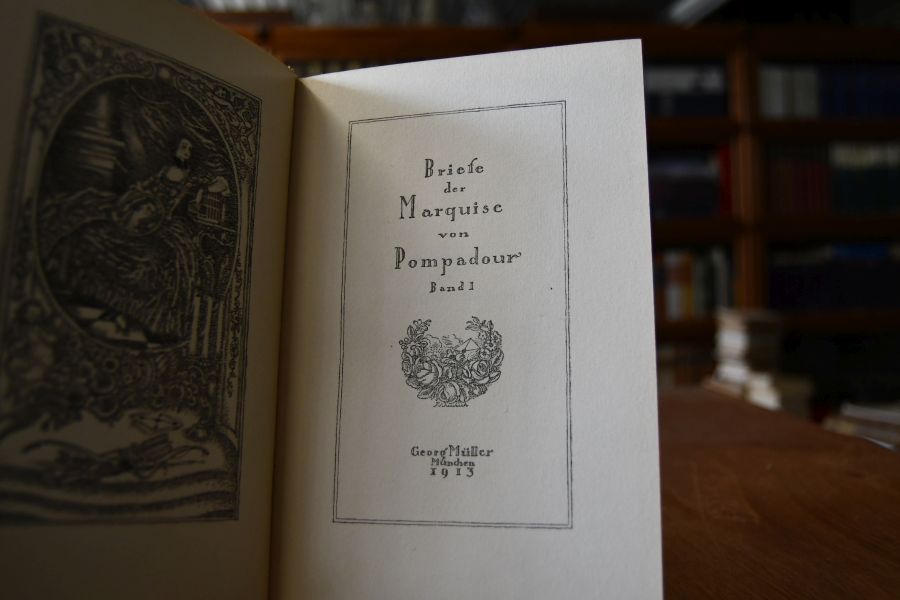 Briefe
der
Marquise
von
Pompadour
Band I
Georg Müller
München
1913